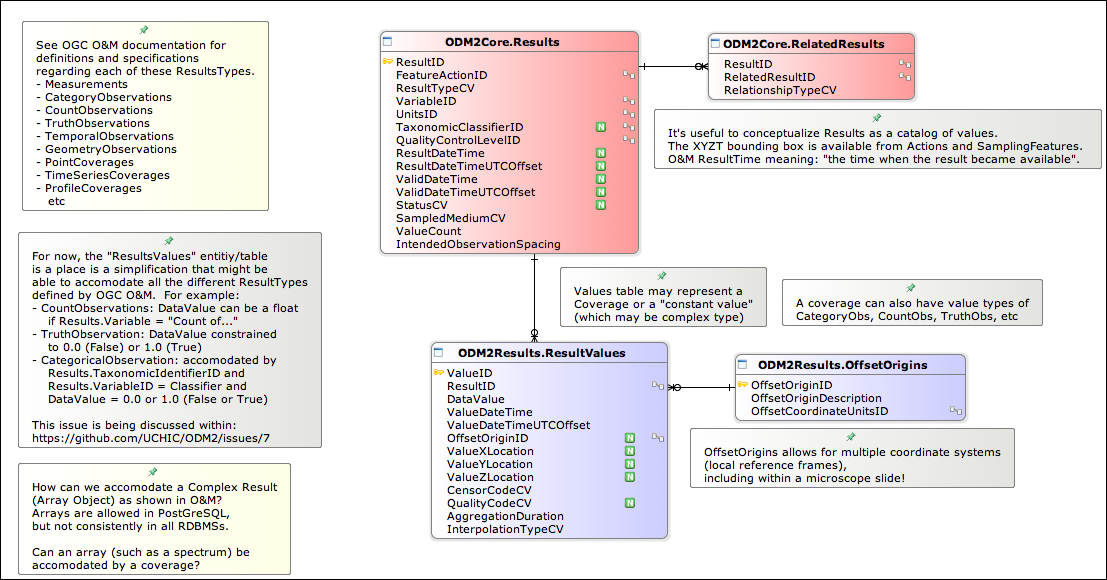 See OGC O&M documentation for
definitions and specifications
regarding each of these ResultsTypes.
- Measurements
- CategoryObservations
- CountObservations
- TruthObservations
- TemporalObservations
- GeometryObservations
- PointCoverages
- TimeSeriesCoverages
- ProfileCoverages
etc
For now, the "ResultsValues" entitiy/table
is a place is a simplification that might be
able to accomodate all the different ResultTypes
defined by OGC O&M. For example:
- CountObservations: DataValue can be a float
if Results.Variable = "Count of..."
- TruthObservation: DataValue constrained
to 0.0 (False) or 1.0 (True)
- CategoricalObservation: accomodated by
Results.TaxonomicIdentifierID and
Results.VariableID = Classifier and
DataValue = 0.0 or 1.0 (False or True)
This issue is being discussed within:
https://github.com/UCHIC/ODM2/issues/7
How can we accomodate a Complex Result
(Array Object) as shown in O&M?
Arrays are allowed in PostGreSQL,
but not consistently in all RDBMSs.
Can an array (such as a spectrum) be
accomodated by a coverage?
ODM2Core.Results
ResultID
FeatureActionID
ResultTypeCV
VariableID
UnitsID
TaxonomicClassifierID N
QualityControlLevelID
ResultDateTime N
ResultDateTimeUTCOffset N
ValidDateTime N
ValidDateTimeUTCOffset N
StatusCV N
SampledMediumCV
ValueCount
IntendedObservationSpacing
ODM2Core.RelatedResults
ResultID
RelatedResultID
RelationshipTypeCV
It's useful to conceptualize Results as a catalog of values.
The XYZT bounding box is available from Actions and SamplingFeatures.
O&M ResultTime meaning: "the time when the result became available".
Values table may represent a
Coverage or a "constant value"
(which may be complex type)
A coverage can also have value types of
CategoryObs, CountObs, TruthObs, etc
ODM2Results.ResultValues
ValueID
ResultID
DataValue
ValueDateTime
ValueDateTimeUTCOffset
OffsetOriginID N
ValueXLocation N
ValueYLocation N
ValueZLocation N
CensorCodeCV
QualityCodeCV N
AggregationDuration
InterpolationTypeCV
ODM2Results.OffsetOrigins
OffsetOriginID
OffsetOriginDescription
OffsetCoordinateUnitsID
OffsetOrigins allows for multiple coordinate systems
(local reference frames),
including within a microscope slide!